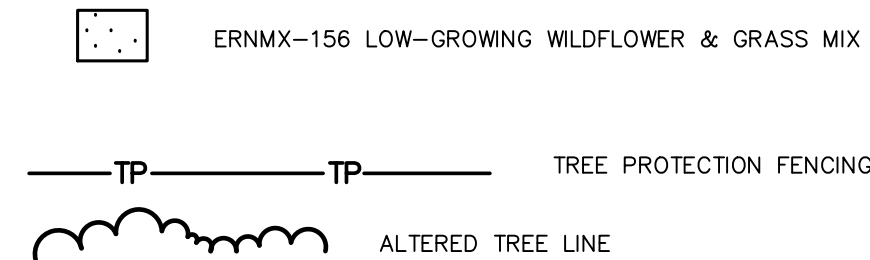 ERNMX-156 LOW-GROWING WILDFLOWER & GRASS MIX
TP TP TREE PROTECTION FENCING
ALTERED TREE LINE